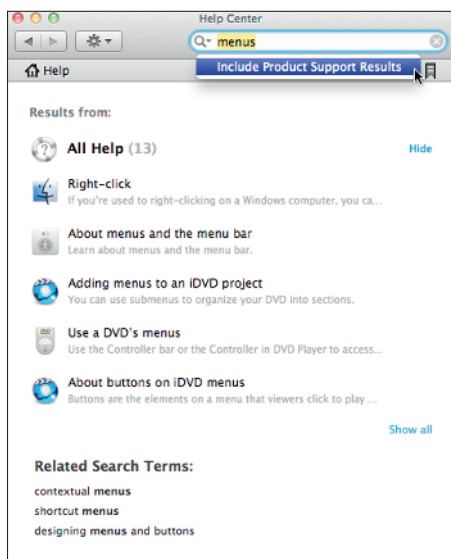 Help Center
menus
Help
Include Product Support Results
Results from:
All Help (13)
Hide
Right-click
If you're used to right-clicking on a Windows computer, you ca...
About menus and the menu bar
Learn about menus and the menu bar.
Adding menus to an iDVD project
You can use submenus to organize your DVD into sections.
Use a DVD's menus
Use the Controller bar or the Controller in DVD Player to access...
About buttons on iDVD menus
Buttons are the elements on a menu that viewers click to play ...
Show all
Related Search Terms:
contextual menus
shortcut menus
designing menus and buttons